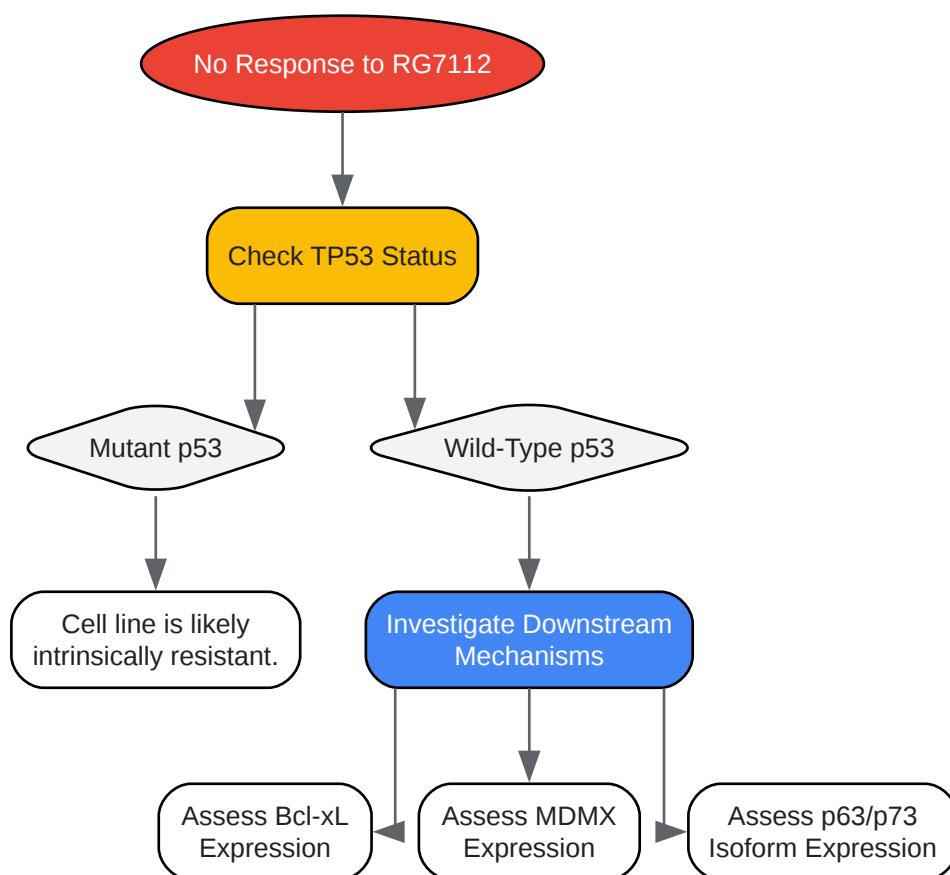 No Response to RG7112
Check TP53 Status
Mutant p53
Wild-Type p53
Cell line is likely
intrinsically resistant.
Investigate Downstream
Mechanisms
Assess Bcl-xL
Expression
Assess MDMX
Expression
Assess p63/p73
Isoform Expression